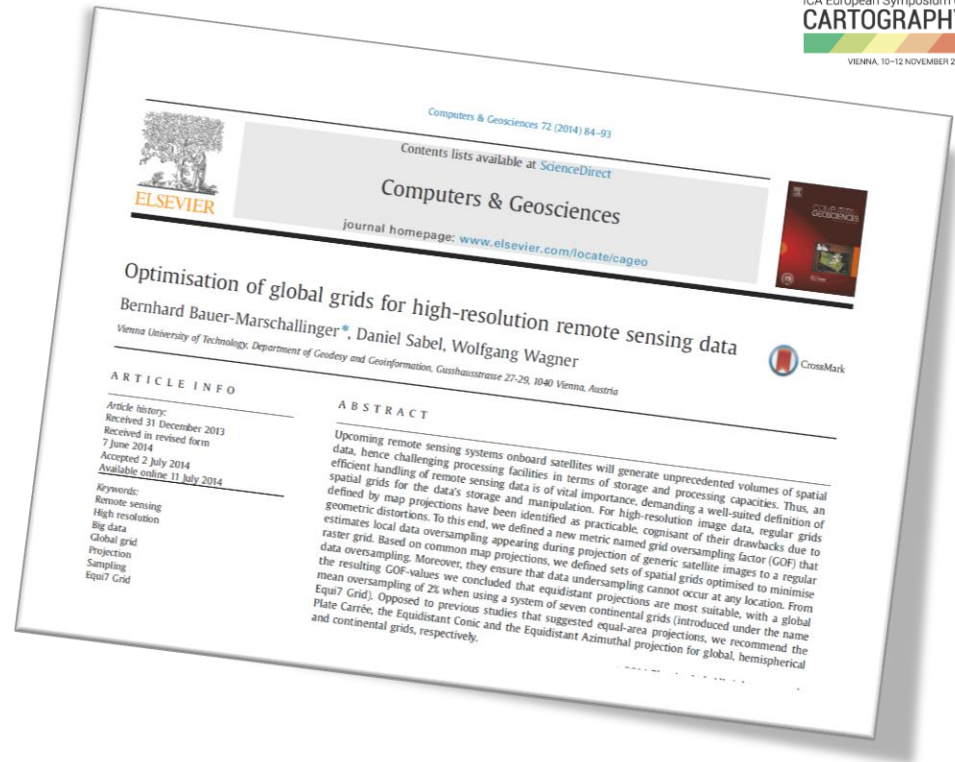 ICA European Symposium
CARTOGRAPHY
VIENNA, 10–12 NOVEMBER
Computers & Geosciences 72 (2014) 84–93
Contents lists available at ScienceDirect
Computers & Geosciences
journal homepage: www.elsevier.com/locate/cageo
ELSEVIER
COMPUTERS
GEOSCIENCES
Optimisation of global grids for high-resolution remote sensing data
Bernhard Bauer-Marschallinger*, Daniel Sabel, Wolfgang Wagner
Vienna University of Technology, Department of Geodesy and Geoinformation, Gusshausstrasse 27-29, 1040 Vienna, Austria
CrossMark
ARTICLE INFO
Article history:
Received 31 December 2013
Received in revised form
7 June 2014
Accepted 2 July 2014
Available online 11 July 2014
Keywords:
Remote sensing
High resolution
Big data
Global grid
Projection
Sampling
Equi7 Grid
ABSTRACT
Upcoming remote sensing systems onboard satellites will generate unprecedented volumes of spatial
data, hence challenging processing facilities in terms of storage and processing capacities. Thus, an
efficient handling of remote sensing data is of vital importance, demanding a well-suited definition of
spatial grids for the data's storage and manipulation. For high-resolution image data, regular grids
defined by map projections have been identified as practicable, cognisant of their drawbacks due to
geometric distortions. To this end, we defined a new metric named grid oversampling factor (GOF) that
estimates local data oversampling appearing during projection of generic satellite images to a regular
raster grid. Based on common map projections, we defined sets of spatial grids optimised to minimise
data oversampling. Moreover, they ensure that data undersampling cannot occur at any location. From
the resulting GOF-values we concluded that equidistant projections are most suitable, with a global
mean oversampling of 2% when using a system of seven continental grids (introduced under the name
Equi7 Grid). Opposed to previous studies that suggested equal-area projections, we recommend the
Plate Carrée, the Equidistant Conic and the Equidistant Azimuthal projection for global, hemispherical
and continental grids, respectively.